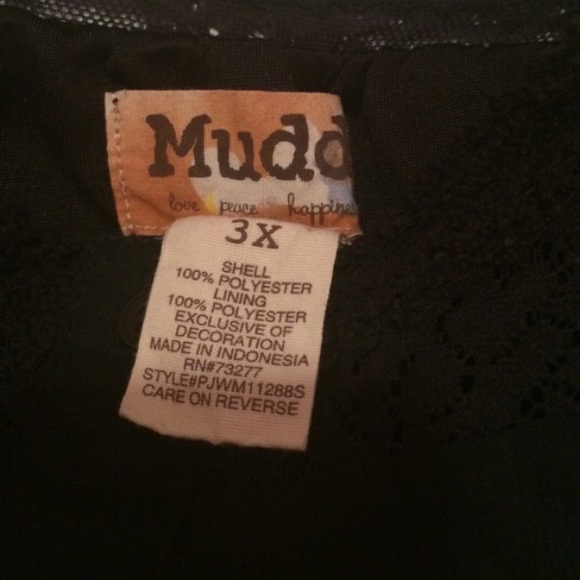 Mudd
love peace happiness
3X
SHELL
100% POLYESTER
LINING
100% POLYESTER
EXCLUSIVE OF
DECORATION
MADE IN INDONESIA
RN#73277
STYLE#PJWM11288S
CARE ON REVERSE